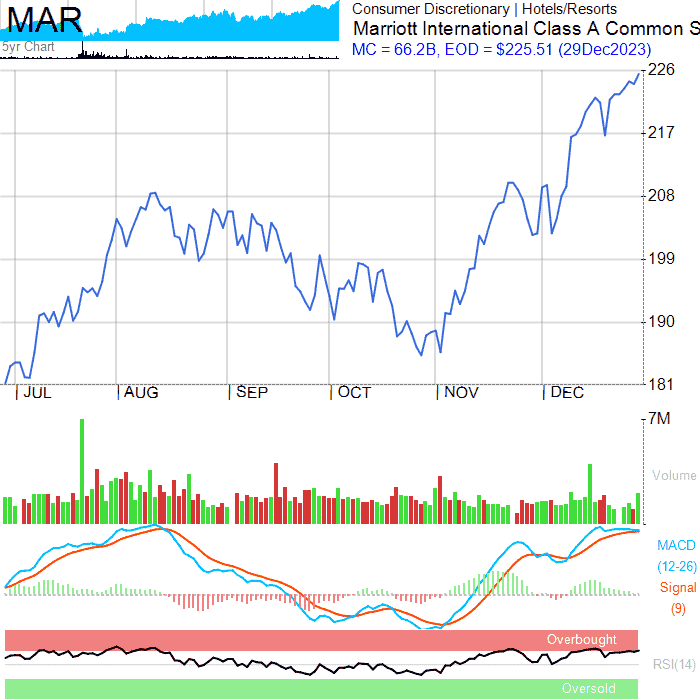 MAR
5yr Chart
Consumer Discretionary | Hotels/Resorts
Marriott International Class A Common S
MC = 66.2B, EOD = $225.51 (29Dec2023)
226
217
208
199
190
181
JUL AUG SEP OCT NOV DEC
7M
Volume
MACD
(12-26)
Signal
(9)
Overbought
RSI(14)
Oversold